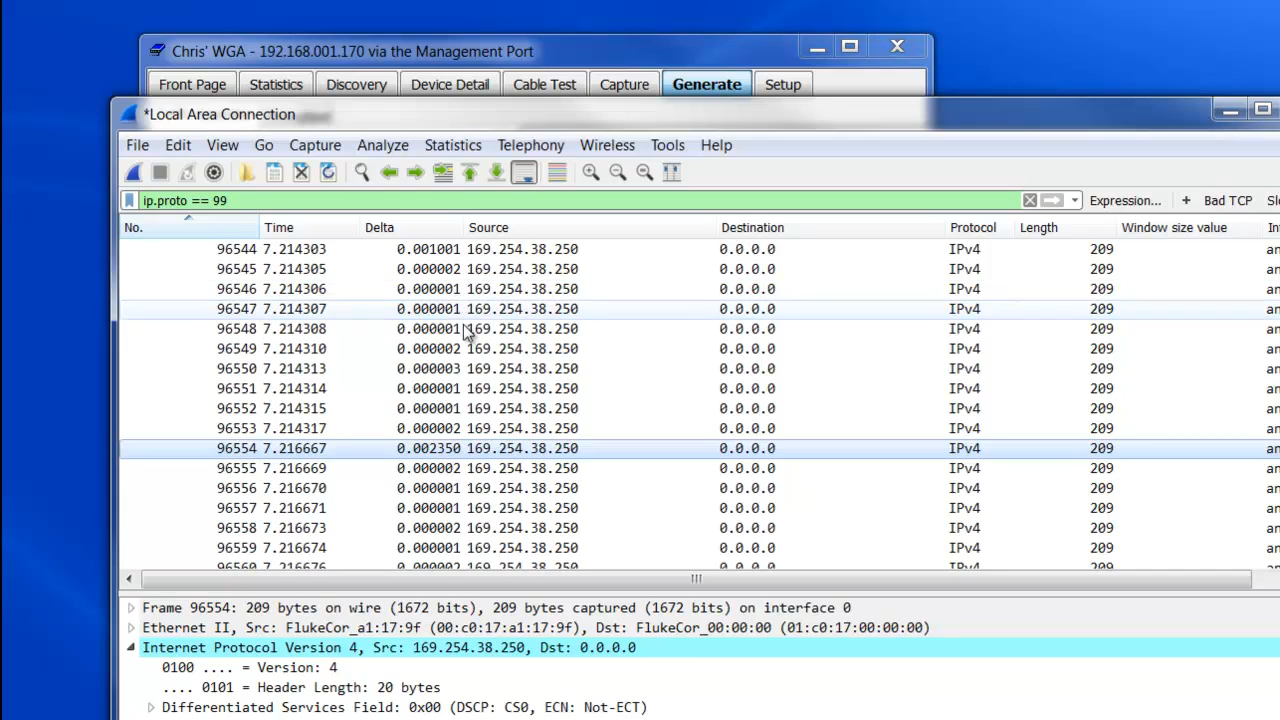 Chris' WGA - 192.168.001.170 via the Management Port
Front Page Statistics Discovery Device Detail Cable Test Capture Generate Setup
*Local Area Connection
File Edit View Go Capture Analyze Statistics Telephony Wireless Tools Help
ip.proto == 99 Expression... + Bad TCP
No. Time Delta Source Destination Protocol Length Window size value
96544 7.214303 0.001001 169.254.38.250 0.0.0.0 IPv4 209
96545 7.214305 0.000002 169.254.38.250 0.0.0.0 IPv4 209
96546 7.214306 0.000001 169.254.38.250 0.0.0.0 IPv4 209
96547 7.214307 0.000001 169.254.38.250 0.0.0.0 IPv4 209
96548 7.214308 0.000001 169.254.38.250 0.0.0.0 IPv4 209
96549 7.214310 0.000002 169.254.38.250 0.0.0.0 IPv4 209
96550 7.214313 0.000003 169.254.38.250 0.0.0.0 IPv4 209
96551 7.214314 0.000001 169.254.38.250 0.0.0.0 IPv4 209
96552 7.214315 0.000001 169.254.38.250 0.0.0.0 IPv4 209
96553 7.214317 0.000002 169.254.38.250 0.0.0.0 IPv4 209
96554 7.216667 0.002350 169.254.38.250 0.0.0.0 IPv4 209
96555 7.216669 0.000002 169.254.38.250 0.0.0.0 IPv4 209
96556 7.216670 0.000001 169.254.38.250 0.0.0.0 IPv4 209
96557 7.216671 0.000001 169.254.38.250 0.0.0.0 IPv4 209
96558 7.216673 0.000002 169.254.38.250 0.0.0.0 IPv4 209
96559 7.216674 0.000001 169.254.38.250 0.0.0.0 IPv4 209
96560 7.216676 0.000002 169.254.38.250 0.0.0.0 IPv4 209
Frame 96554: 209 bytes on wire (1672 bits), 209 bytes captured (1672 bits) on interface 0
Ethernet II, Src: FlukeCor_a1:17:9f (00:c0:17:a1:17:9f), Dst: FlukeCor_00:00:00 (01:c0:17:00:00:00)
Internet Protocol Version 4, Src: 169.254.38.250, Dst: 0.0.0.0
0100 .... = Version: 4
.... 0101 = Header Length: 20 bytes
Differentiated Services Field: 0x00 (DSCP: CS0, ECN: Not-ECT)